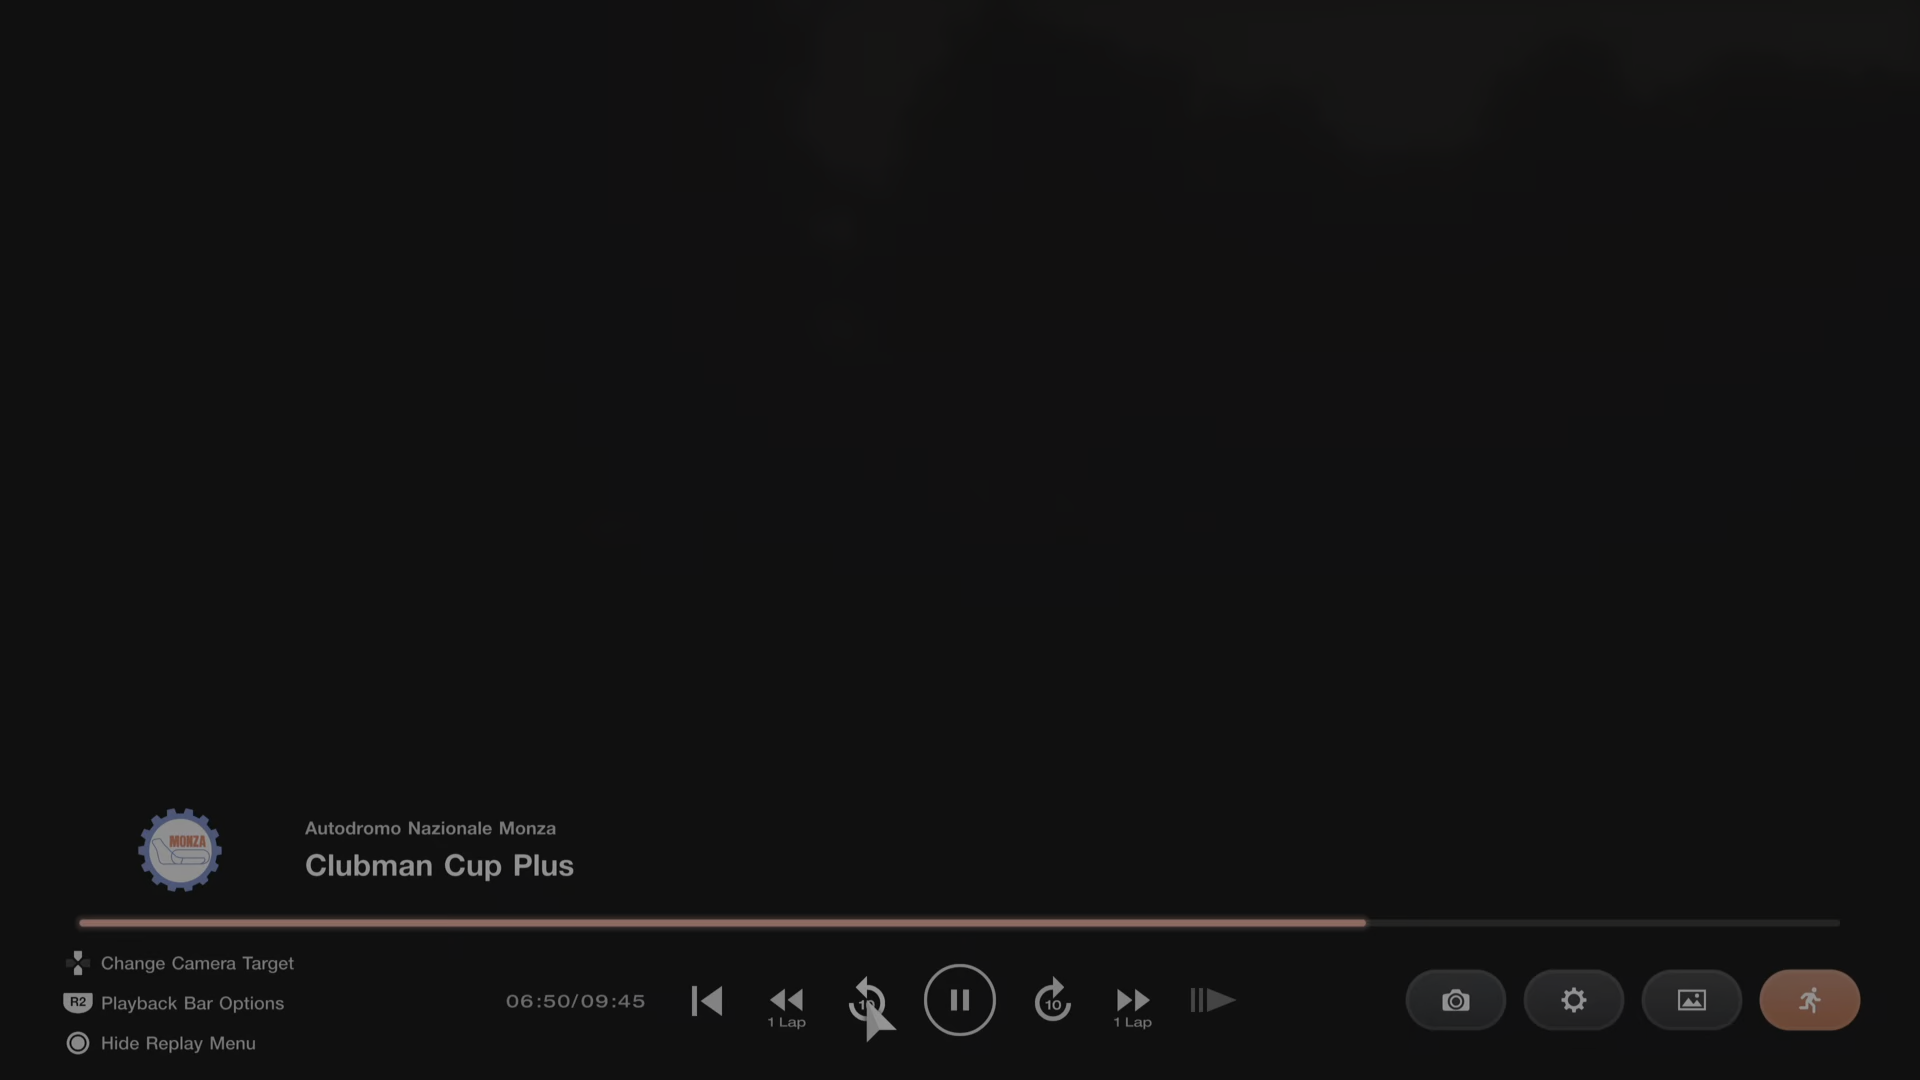 MONZA
Autodromo Nazionale Monza
Clubman Cup Plus
Change Camera Target
R2 Playback Bar Options
Hide Replay Menu
06:50/09:45
1 Lap
10
10
1 Lap